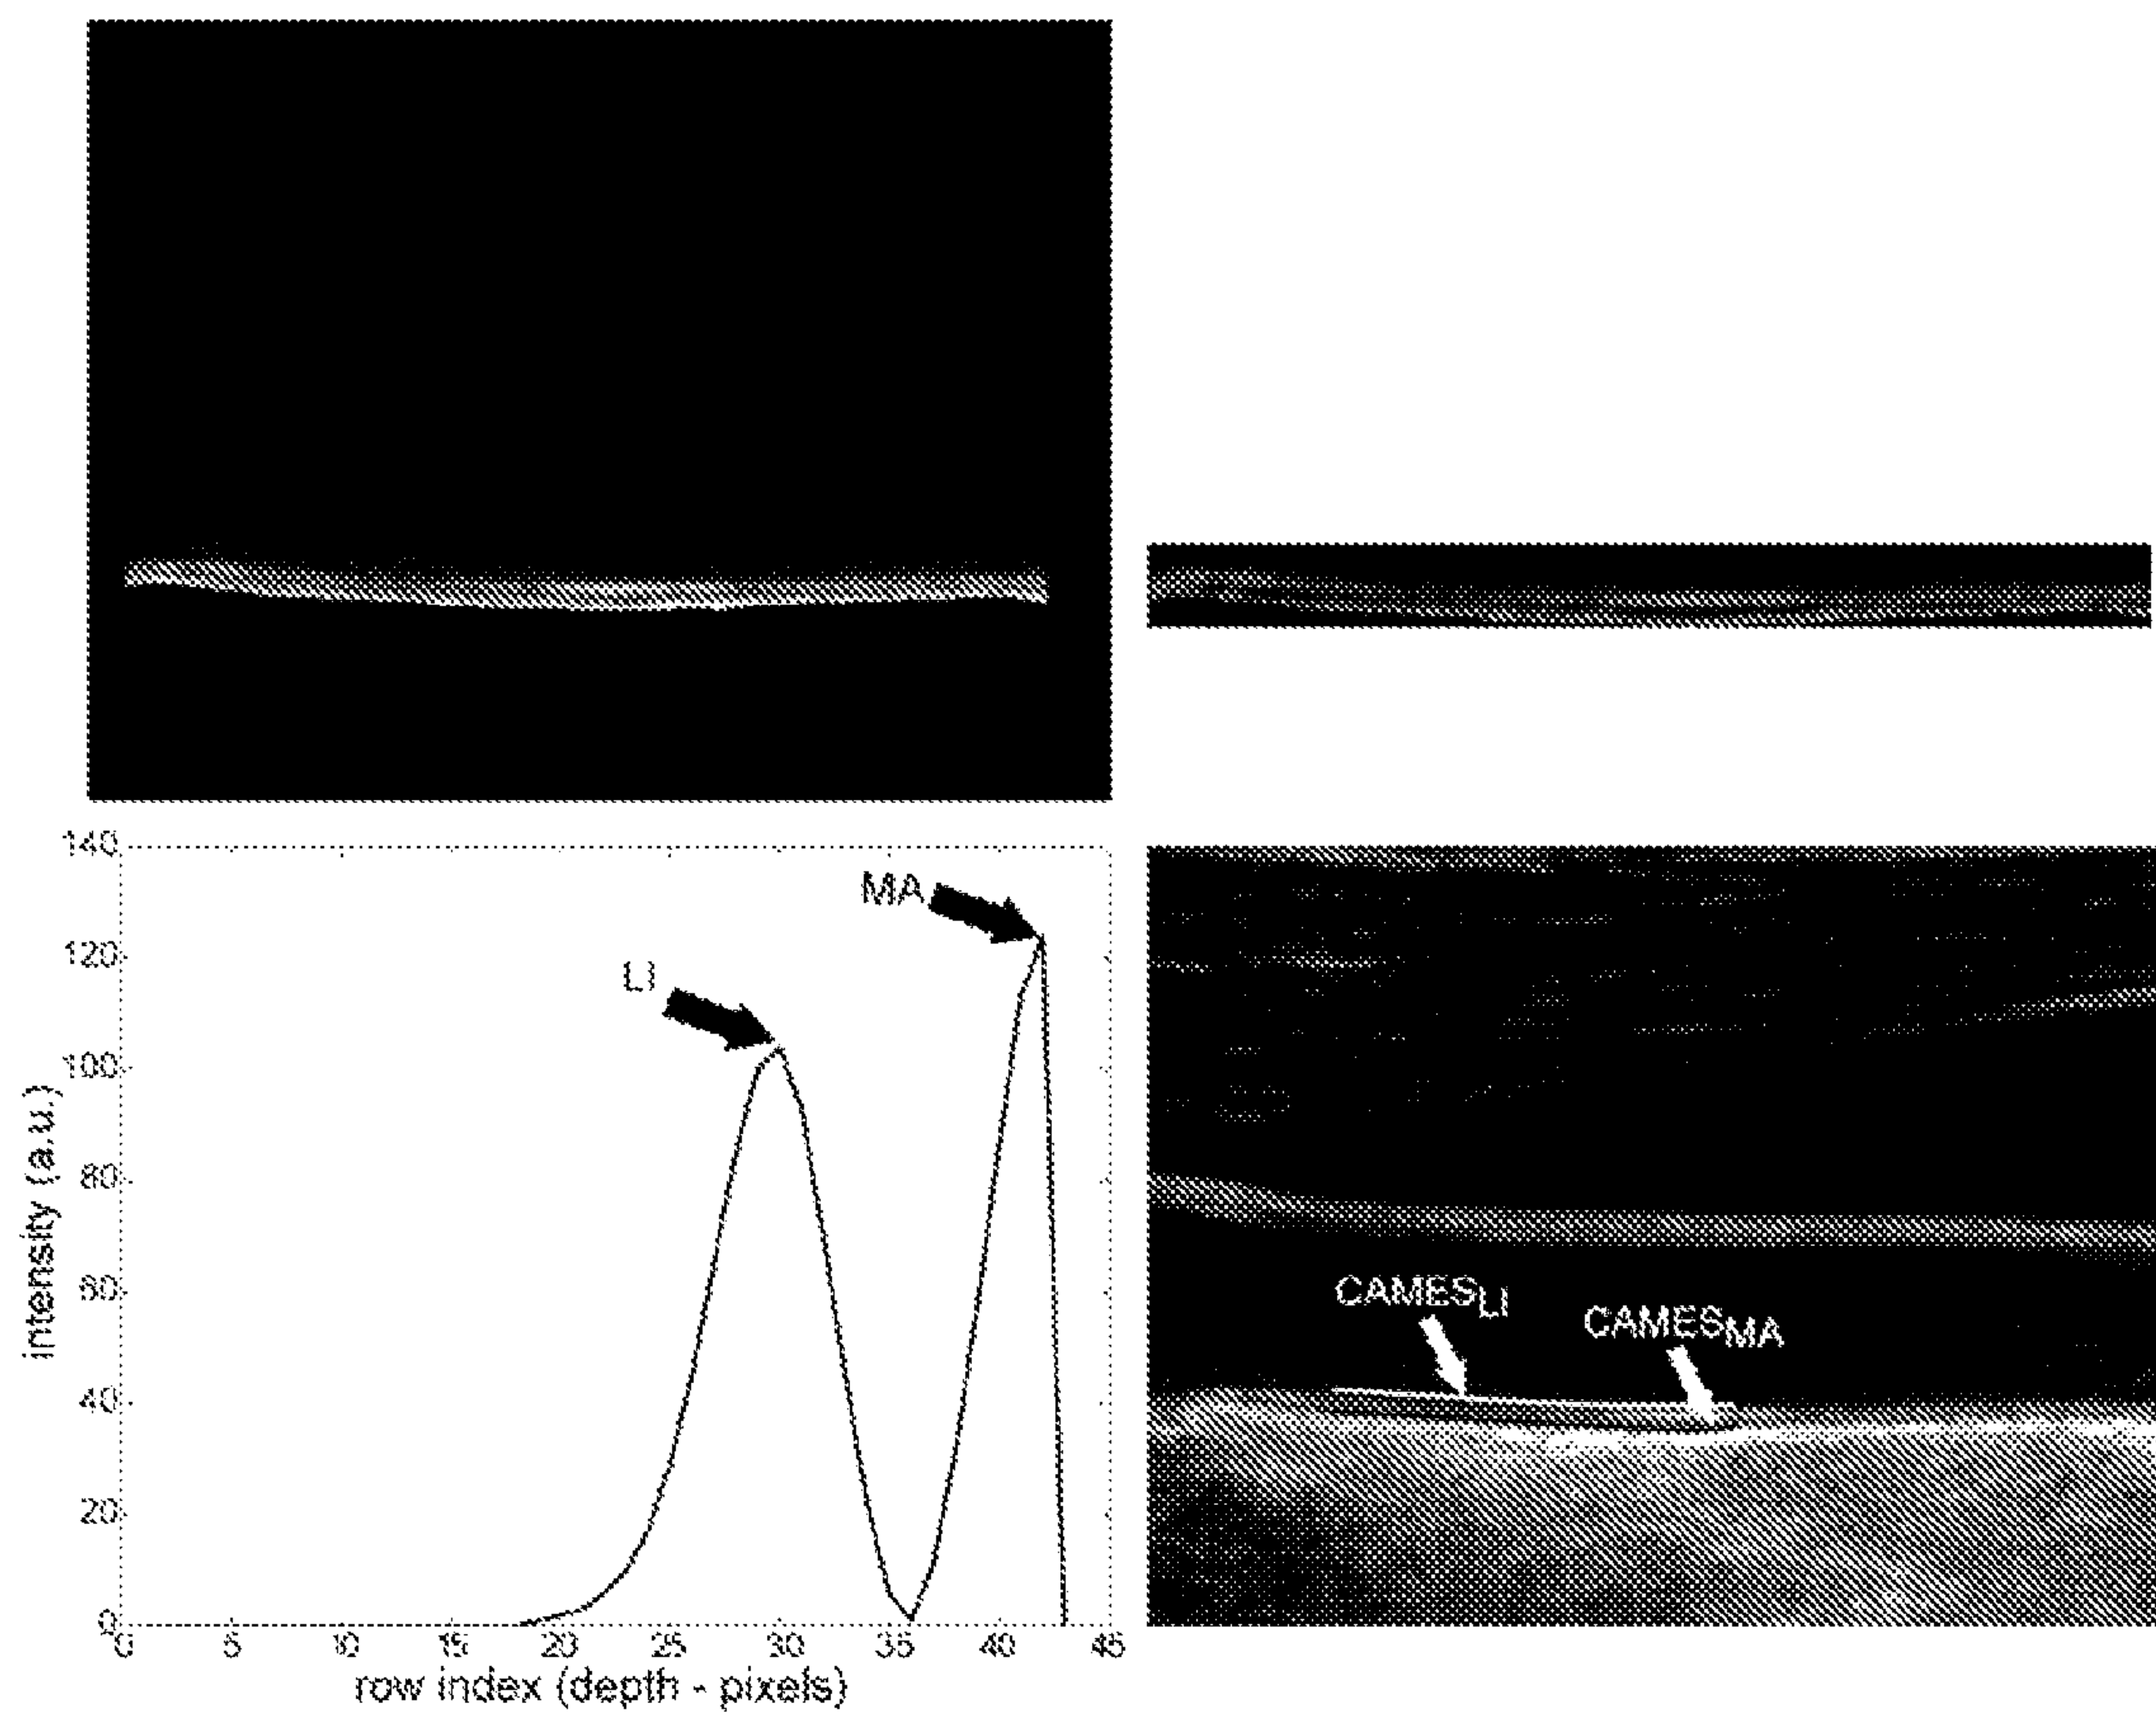 140
120
100
80
60
40
20
0
intensity (a.u.)
LI
MA
0 5 10 15 20 25 30 35 40 45
row index (depth - pixels)
CAMESLI
CAMESMA